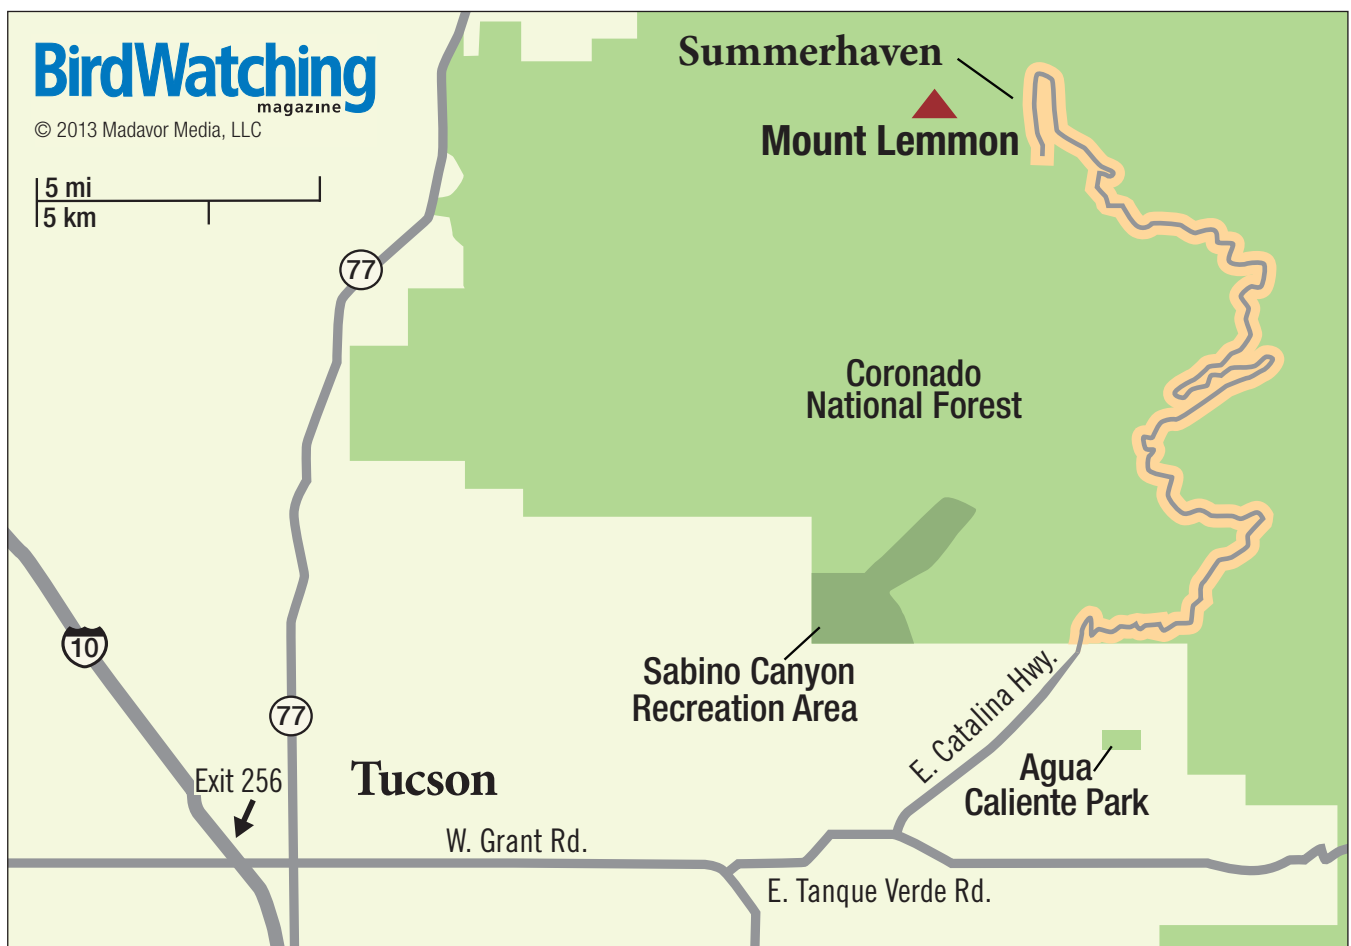 BirdWatching
magazine
© 2013 Madavor Media, LLC
5 mi
5 km
Summerhaven
Mount Lemmon
77
Coronado
National Forest
10
77
Sabino Canyon
Recreation Area
E. Catalina Hwy.
Exit 256
Tucson
Agua
Caliente Park
W. Grant Rd.
E. Tanque Verde Rd.